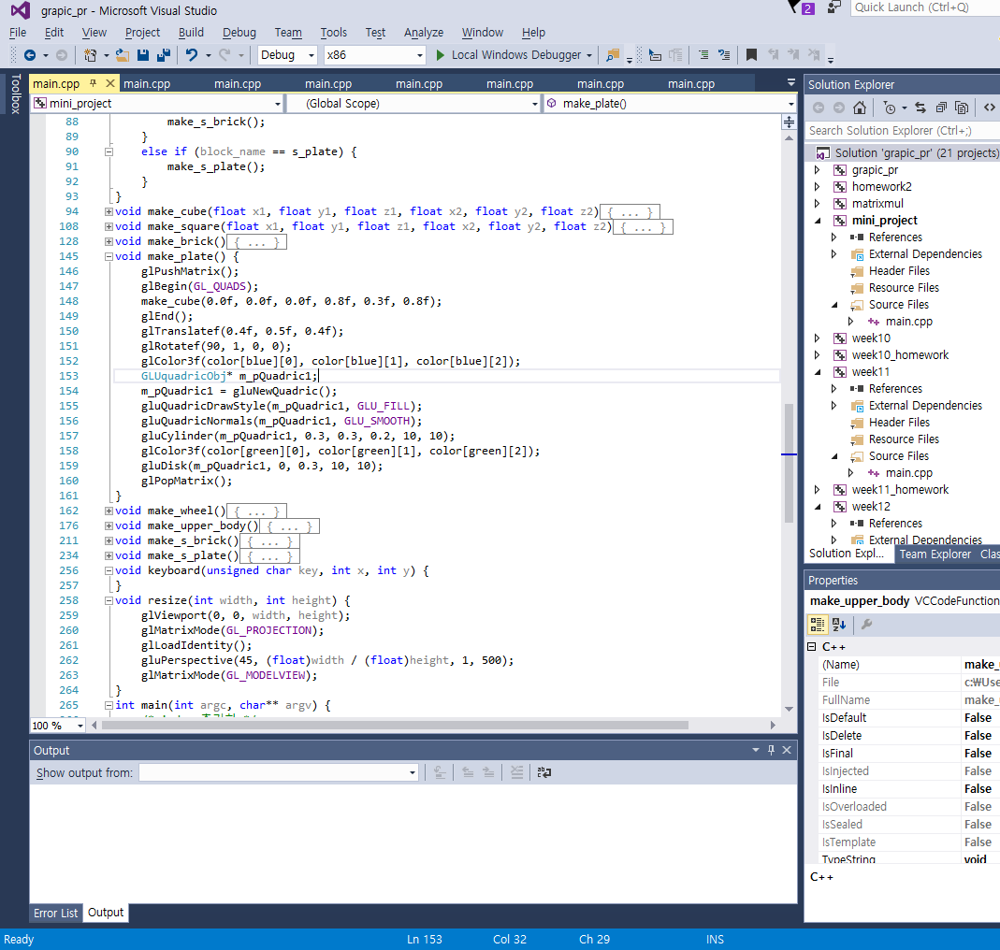 grapic_pr - Microsoft Visual Studio
2
Quick Launch (Ctrl+Q)
File Edit View Project Build Debug Team Tools Test Analyze Window Help
Debug x86 Local Windows Debugger
Toolbox
main.cpp main.cpp main.cpp main.cpp main.cpp main.cpp main.cpp main.cpp
mini_project (Global Scope) make_plate()
88 make_s_brick();
89 }
90 else if (block_name == s_plate) {
91 make_s_plate();
92 }
93 }
94 void make_cube(float x1, float y1, float z1, float x2, float y2, float z2) { ... }
108 void make_square(float x1, float y1, float z1, float x2, float y2, float z2) { ... }
128 void make_brick() { ... }
145 void make_plate() {
146 glPushMatrix();
147 glBegin(GL_QUADS);
148 make_cube(0.0f, 0.0f, 0.0f, 0.8f, 0.3f, 0.8f);
149 glEnd();
150 glTranslatef(0.4f, 0.5f, 0.4f);
151 glRotatef(90, 1, 0, 0);
152 glColor3f(color[blue][0], color[blue][1], color[blue][2]);
153 GLUquadricObj* m_pQuadric1;
154 m_pQuadric1 = gluNewQuadric();
155 gluQuadricDrawStyle(m_pQuadric1, GLU_FILL);
156 gluQuadricNormals(m_pQuadric1, GLU_SMOOTH);
157 gluCylinder(m_pQuadric1, 0.3, 0.3, 0.2, 10, 10);
158 glColor3f(color[green][0], color[green][1], color[green][2]);
159 gluDisk(m_pQuadric1, 0, 0.3, 10, 10);
160 glPopMatrix();
161 }
162 void make_wheel() { ... }
176 void make_upper_body() { ... }
211 void make_s_brick() { ... }
234 void make_s_plate() { ... }
256 void keyboard(unsigned char key, int x, int y) {
257 }
258 void resize(int width, int height) {
259 glViewport(0, 0, width, height);
260 glMatrixMode(GL_PROJECTION);
261 glLoadIdentity();
262 gluPerspective(45, (float)width / (float)height, 1, 500);
263 glMatrixMode(GL_MODELVIEW);
264 }
265 int main(int argc, char** argv) {
100 %
Output
Show output from:
Error List Output
Solution Explorer
Search Solution Explorer (Ctrl+;)
Solution 'grapic_pr' (21 projects)
grapic_pr
homework2
matrixmul
mini_project
References
External Dependencies
Header Files
Resource Files
Source Files
main.cpp
week10
week10_homework
week11
References
External Dependencies
Header Files
Resource Files
Source Files
main.cpp
week11_homework
week12
References
External Dependencies
Solution Expl... Team Explorer Clas
Properties
make_upper_body VCCodeFunction
C++
(Name) make_
File c:₩Use
FullName make_
IsDefault False
IsDelete False
IsFinal False
IsInjected False
IsInline False
IsOverloaded False
IsSealed False
IsTemplate False
TypeString void
C++
Ready Ln 153 Col 32 Ch 29 INS